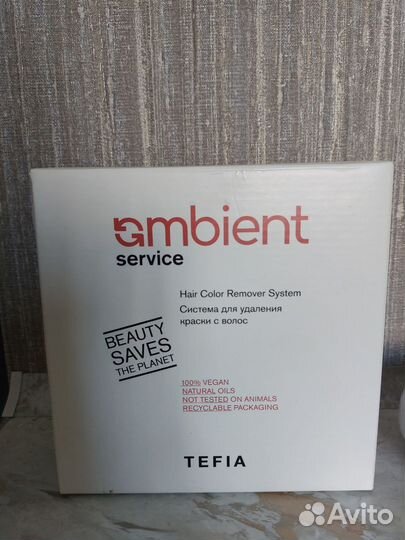 ambient
service
Hair Color Remover System
Система для удаления
краски с волос
BEAUTY
SAVES
THE PLANET
100% VEGAN
NATURAL OILS
NOT TESTED ON ANIMALS
RECYCLABLE PACKAGING
TEFIA
Avito